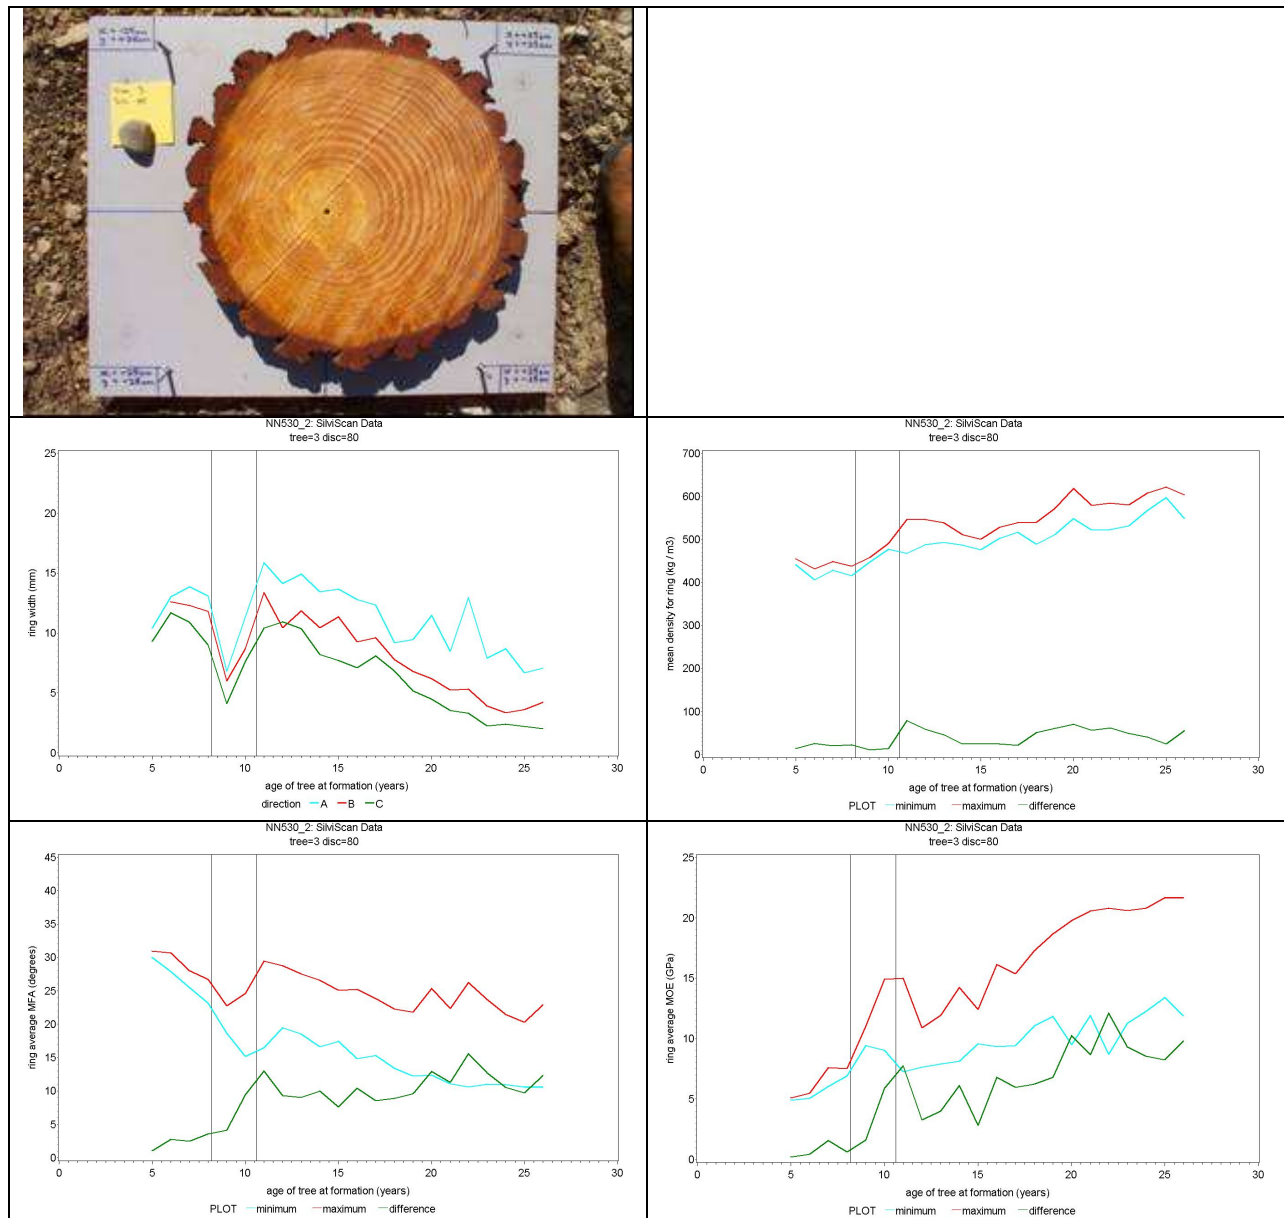 NN530_2: SilviScan Data
tree=3 disc=80
25
20
15
10
5
0
ring width (mm)
0 5 10 15 20 25 30
age of tree at formation (years)
direction A B C
NN530_2: SilviScan Data
tree=3 disc=80
700
600
500
400
300
200
100
0
mean density for ring (kg / m3)
0 5 10 15 20 25 30
age of tree at formation (years)
PLOT minimum maximum difference
NN530_2: SilviScan Data
tree=3 disc=80
45
40
35
30
25
20
15
10
5
0
ring average MFA (degrees)
0 5 10 15 20 25 30
age of tree at formation (years)
PLOT minimum maximum difference
NN530_2: SilviScan Data
tree=3 disc=80
25
20
15
10
5
0
ring average MOE (GPa)
0 5 10 15 20 25 30
age of tree at formation (years)
PLOT minimum maximum difference